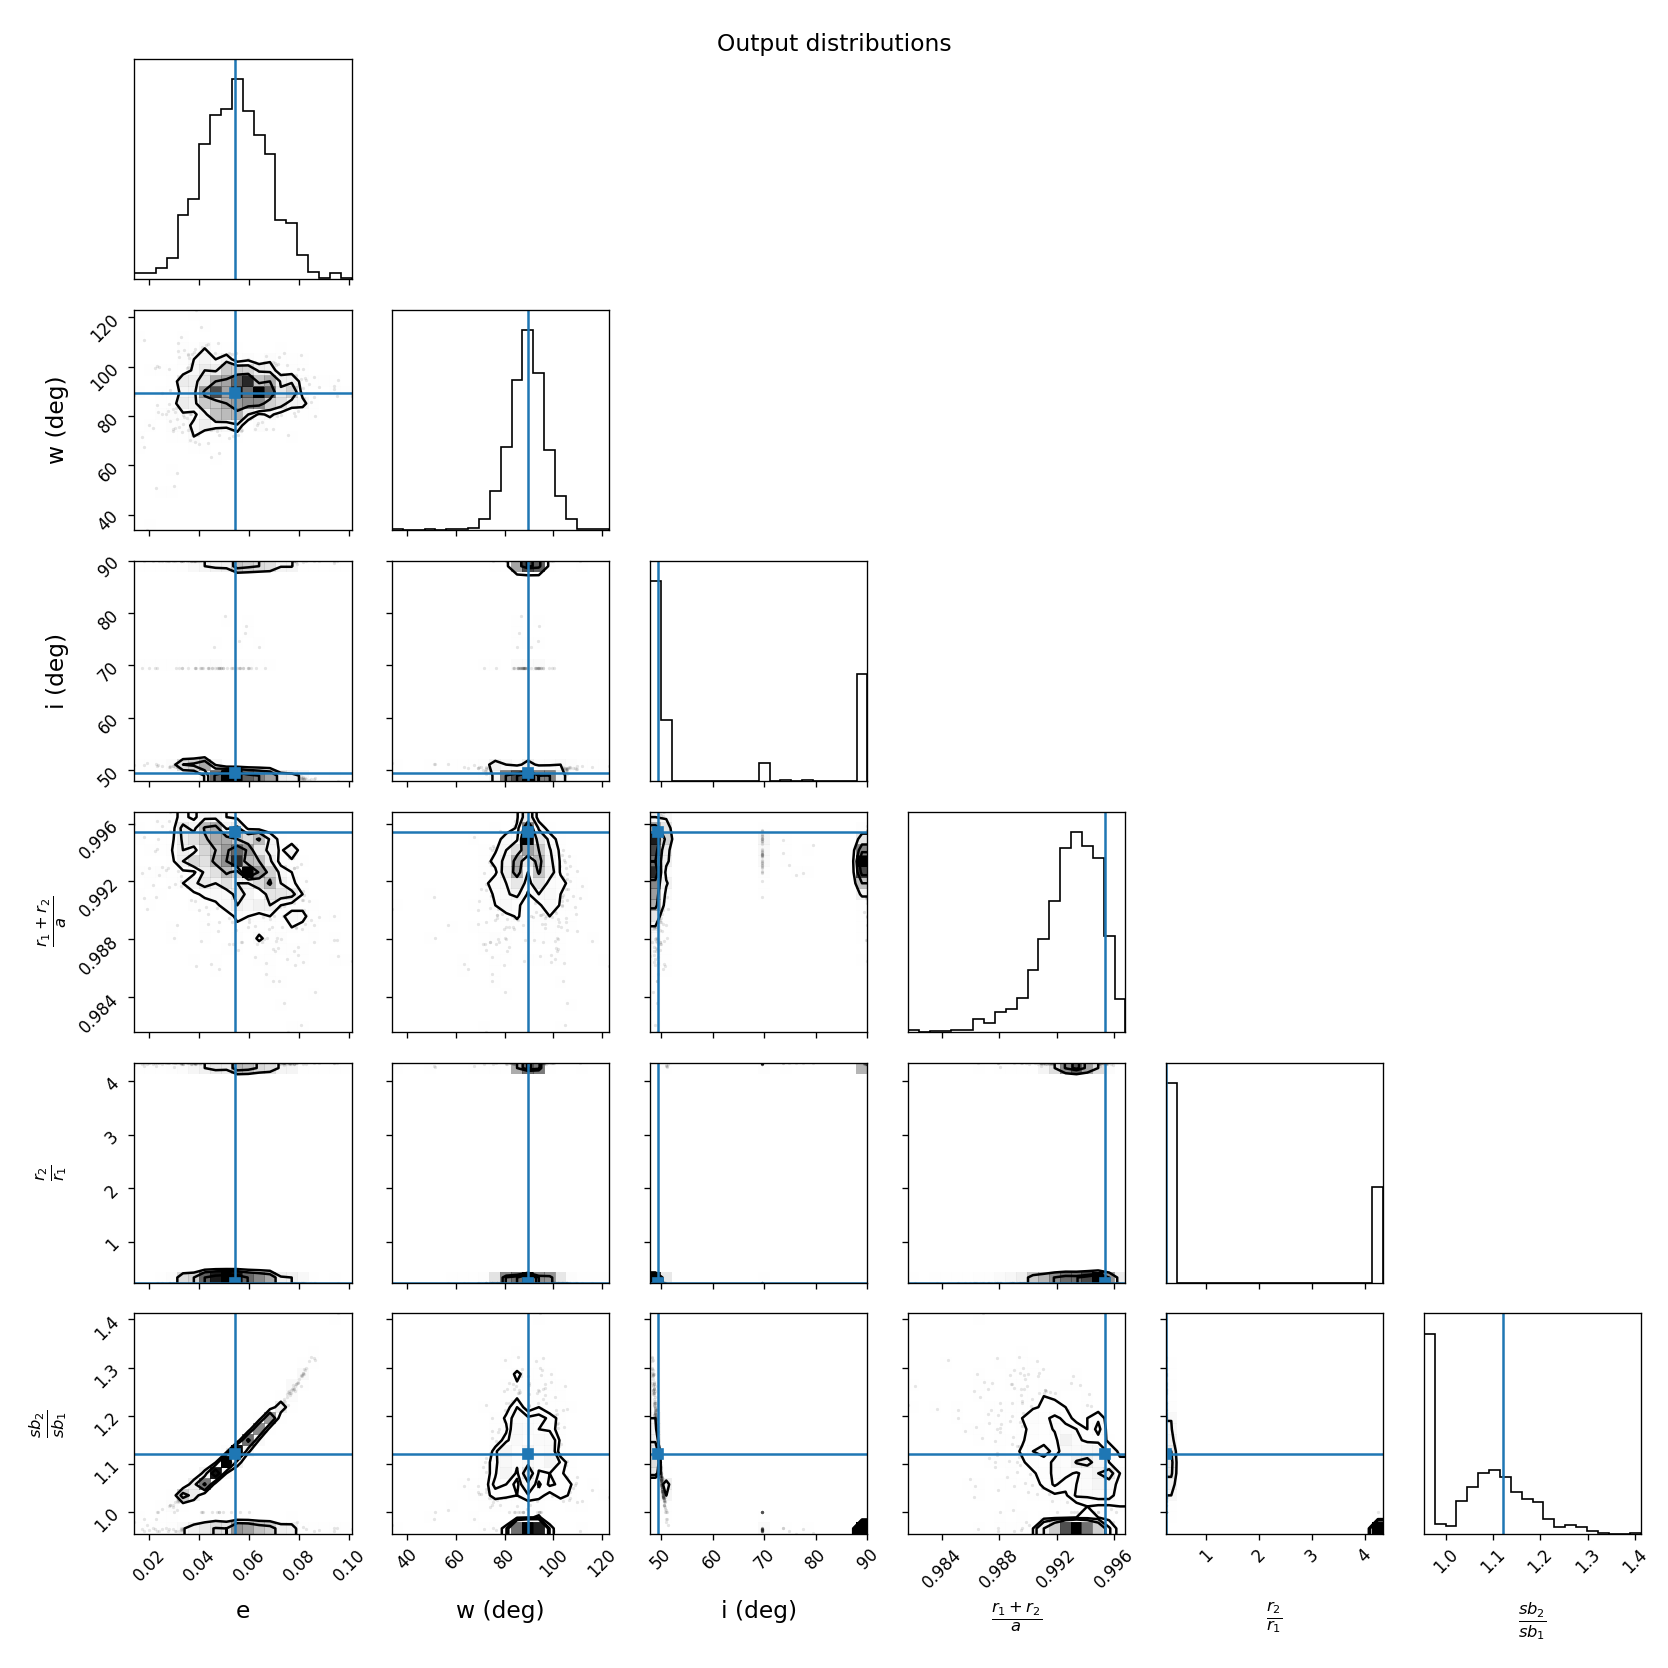 Output distributions
w (deg)
120
100
80
60
40
i (deg)
90
80
70
60
50
r1 + r2
a
0.996
0.992
0.988
0.984
r2
r1
4
3
2
1
sb2
sb1
1.4
1.3
1.2
1.1
1.0
0.02 0.04 0.06 0.08 0.10
40 60 80 100 120
50 60 70 80 90
0.984 0.988 0.992 0.996
1 2 3 4
1.0 1.1 1.2 1.3 1.4
e
w (deg)
i (deg)
r1 + r2
a
r2
r1
sb2
sb1